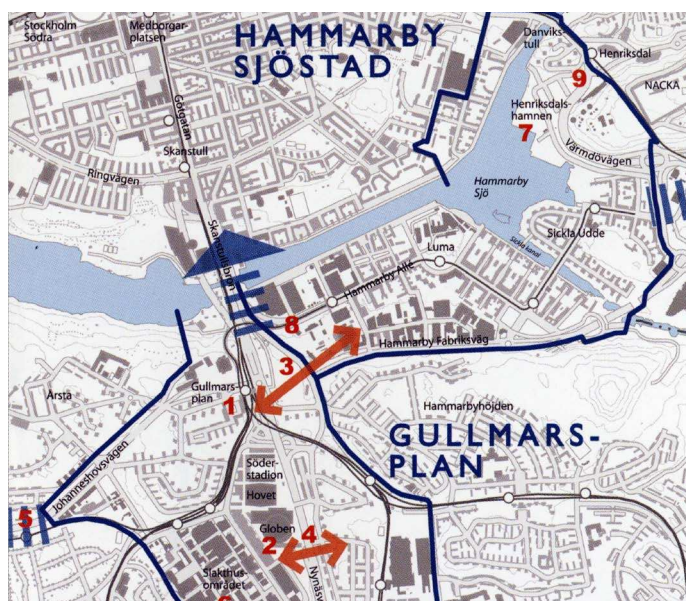 Stockholm
Södra
Medborgar-
platsen
HAMMARBY
SJÖSTAD
Danviks-
tull
Henriksdal
9
NACKA
Henriksdals-
hamnen
7
Götgatan
Skanstull
Ringvägen
Värmdövägen
Hammarby
Sjö
Skanstullsbron
Sickla Udde
Sickla kanal
Luma
Hammarby Allé
8
Hammarby Fabriksväg
3
Gullmars-
plan
1
Årsta
Hammarbyhöjden
GULLMARS-
PLAN
Johanneshovsvägen
Söder-
stadion
Hovet
5
Globen
4
2
Slakthus-
området
Nynäsv